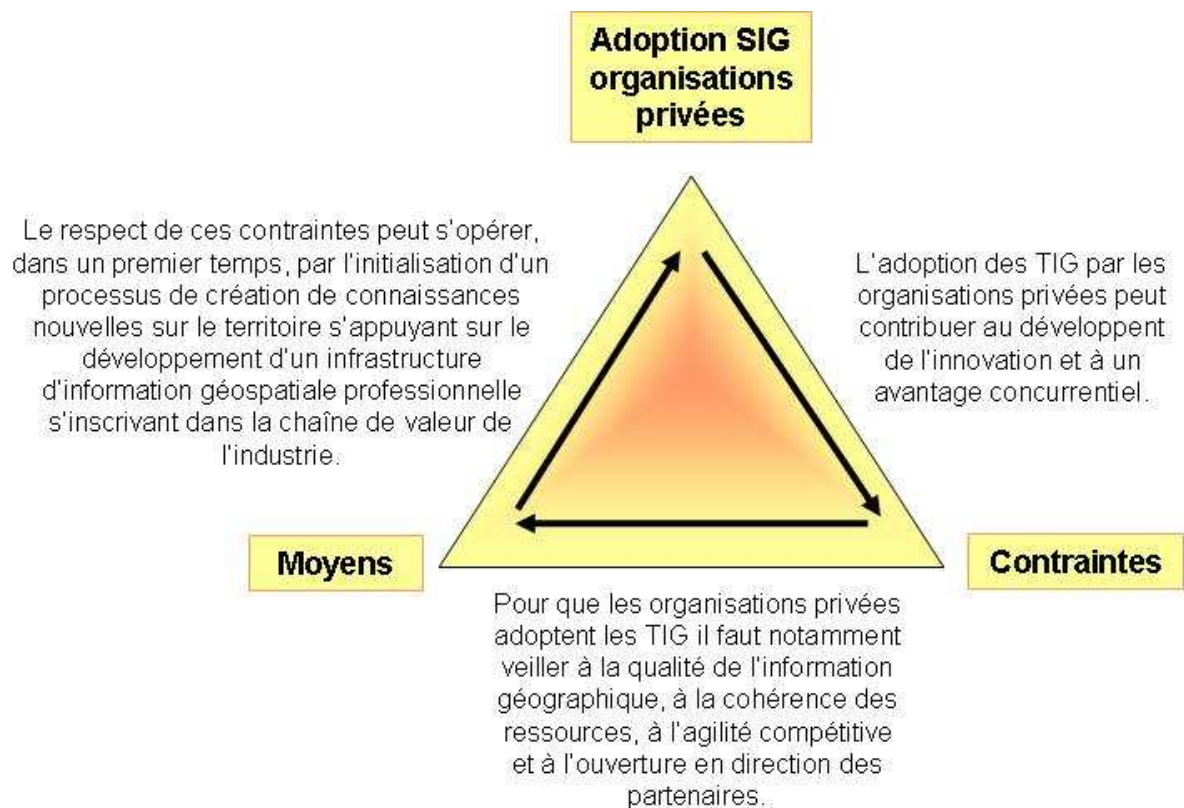 Adoption SIG
organisations
privées
Le respect de ces contraintes peut s'opérer,
dans un premier temps, par l'initialisation d'un
processus de création de connaissances
nouvelles sur le territoire s'appuyant sur le
développement d'un infrastructure
d'information géospatiale professionnelle
s'inscrivant dans la chaîne de valeur de
l'industrie.
L'adoption des TIG par les
organisations privées peut
contribuer au développent
de l'innovation et à un
avantage concurrentiel.
Moyens
Contraintes
Pour que les organisations privées
adoptent les TIG il faut notamment
veiller à la qualité de l'information
géographique, à la cohérence des
ressources, à l'agilité compétitive
et à l'ouverture en direction des
partenaires.